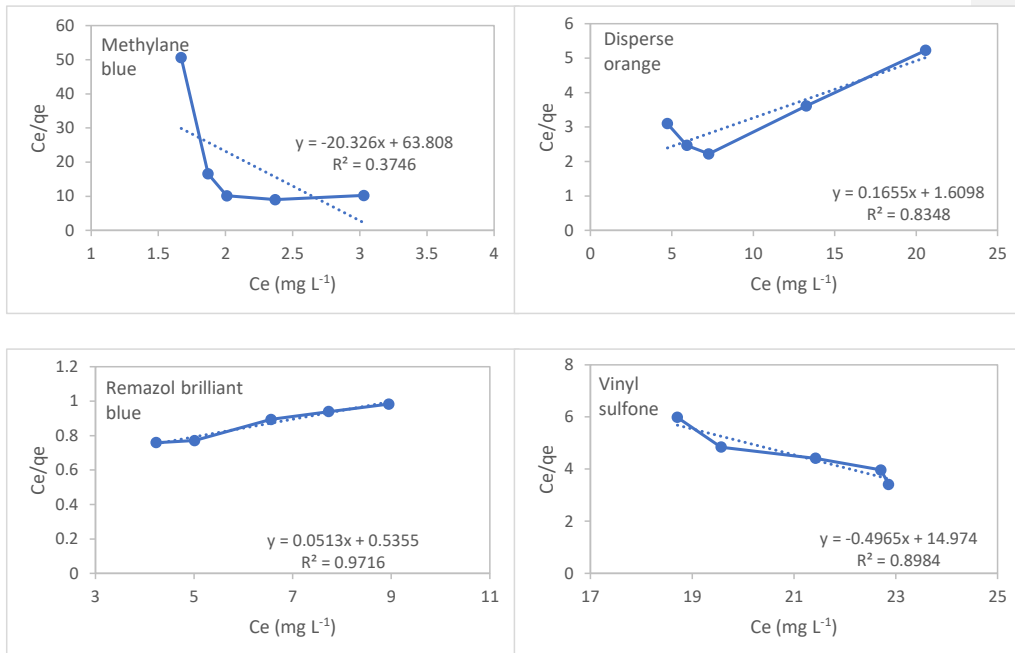 Methylane
blue
y = -20.326x + 63.808
R² = 0.3746
Ce/qe
60
50
40
30
20
10
0
1
1.5
2
2.5
3
3.5
4
Ce (mg L⁻¹)
Disperse
orange
y = 0.1655x + 1.6098
R² = 0.8348
Ce/qe
6
5
4
3
2
1
0
0
5
10
15
20
25
Ce (mg L⁻¹)
Remazol brilliant
blue
y = 0.0513x + 0.5355
R² = 0.9716
Ce/qe
1.2
1
0.8
0.6
0.4
0.2
0
3
5
7
9
11
Ce (mg L⁻¹)
Vinyl
sulfone
y = -0.4965x + 14.974
R² = 0.8984
Ce/qe
8
6
4
2
0
17
19
21
23
25
Ce (mg L⁻¹)